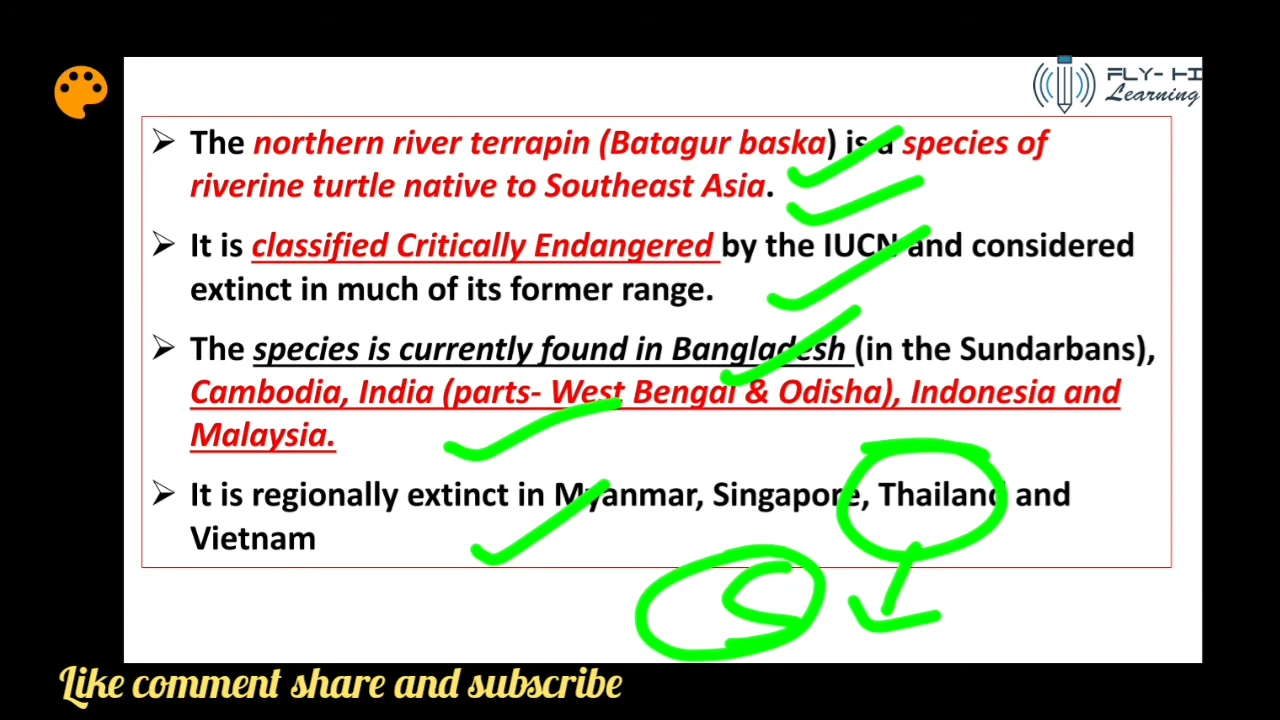 FLY-HI
Learning
The northern river terrapin (Batagur baska) is a species of
riverine turtle native to Southeast Asia.
It is classified Critically Endangered by the IUCN and considered
extinct in much of its former range.
The species is currently found in Bangladesh (in the Sundarbans),
Cambodia, India (parts- West Bengal & Odisha), Indonesia and
Malaysia.
It is regionally extinct in Myanmar, Singapore, Thailand and
Vietnam
Like comment share and subscribe